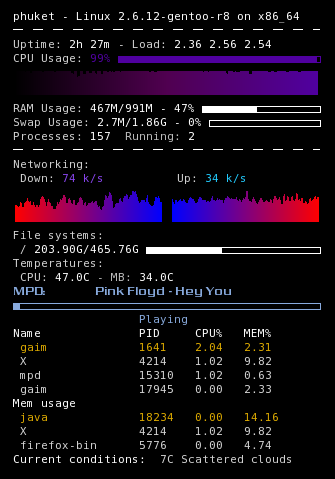 phuket - Linux 2.6.12-gentoo-r8 on x86_64
Uptime: 2h 27m - Load: 2.36 2.56 2.54
CPU Usage: 99%
RAM Usage: 467M/991M - 47%
Swap Usage: 2.7M/1.86G - 0%
Processes: 157  Running: 2
Networking:
Down: 74 k/s Up: 34 k/s
File systems:
/ 203.90G/465.76G
Temperatures:
CPU: 47.0C - MB: 34.0C
MPD: Pink Floyd - Hey You
Playing
Name PID CPU% MEM%
gaim 1641 2.04 2.31
X 4214 1.02 9.82
mpd 15310 1.02 0.63
gaim 17945 0.00 2.33
Mem usage
java 18234 0.00 14.16
X 4214 1.02 9.82
firefox-bin 5776 0.00 4.74
Current conditions: 7C Scattered clouds